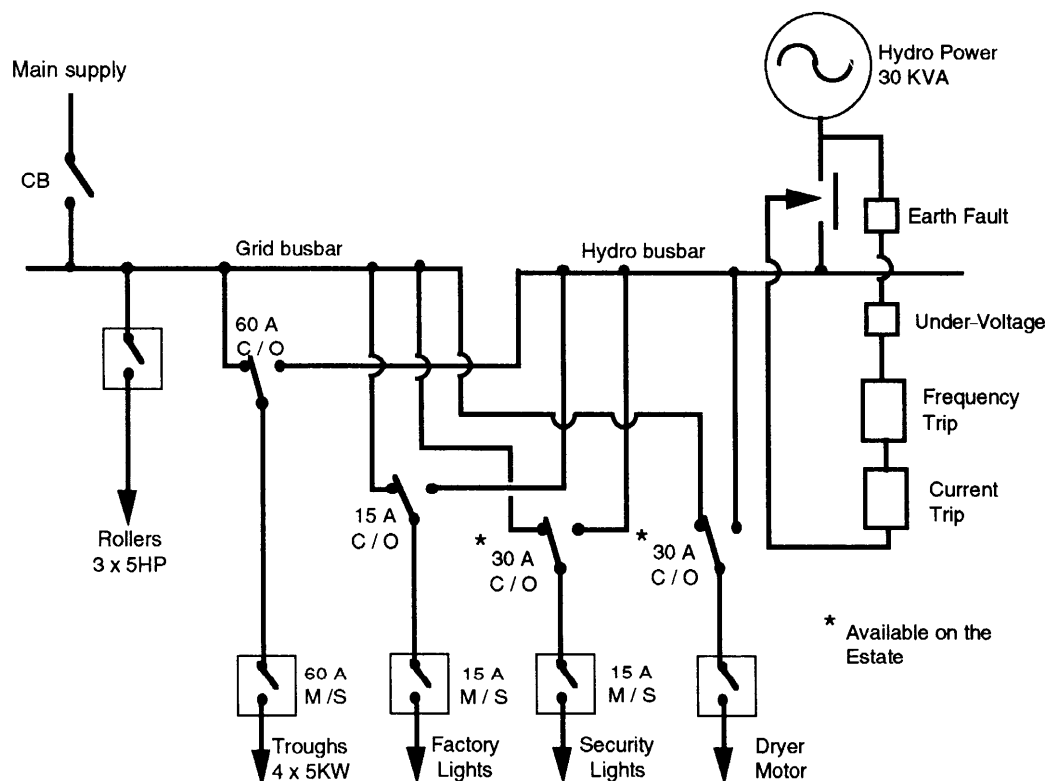 Main supply
CB
Hydro Power
30 KVA
Earth Fault
Grid busbar
Hydro busbar
Under-Voltage
60 A
C / O
Frequency
Trip
Current
Trip
15 A
C / O
*
30 A
C / O
*
30 A
C / O
Rollers
3 x 5HP
* Available on the
Estate
60 A
M / S
15 A
M / S
15 A
M / S
Troughs
4 x 5KW
Factory
Lights
Security
Lights
Dryer
Motor